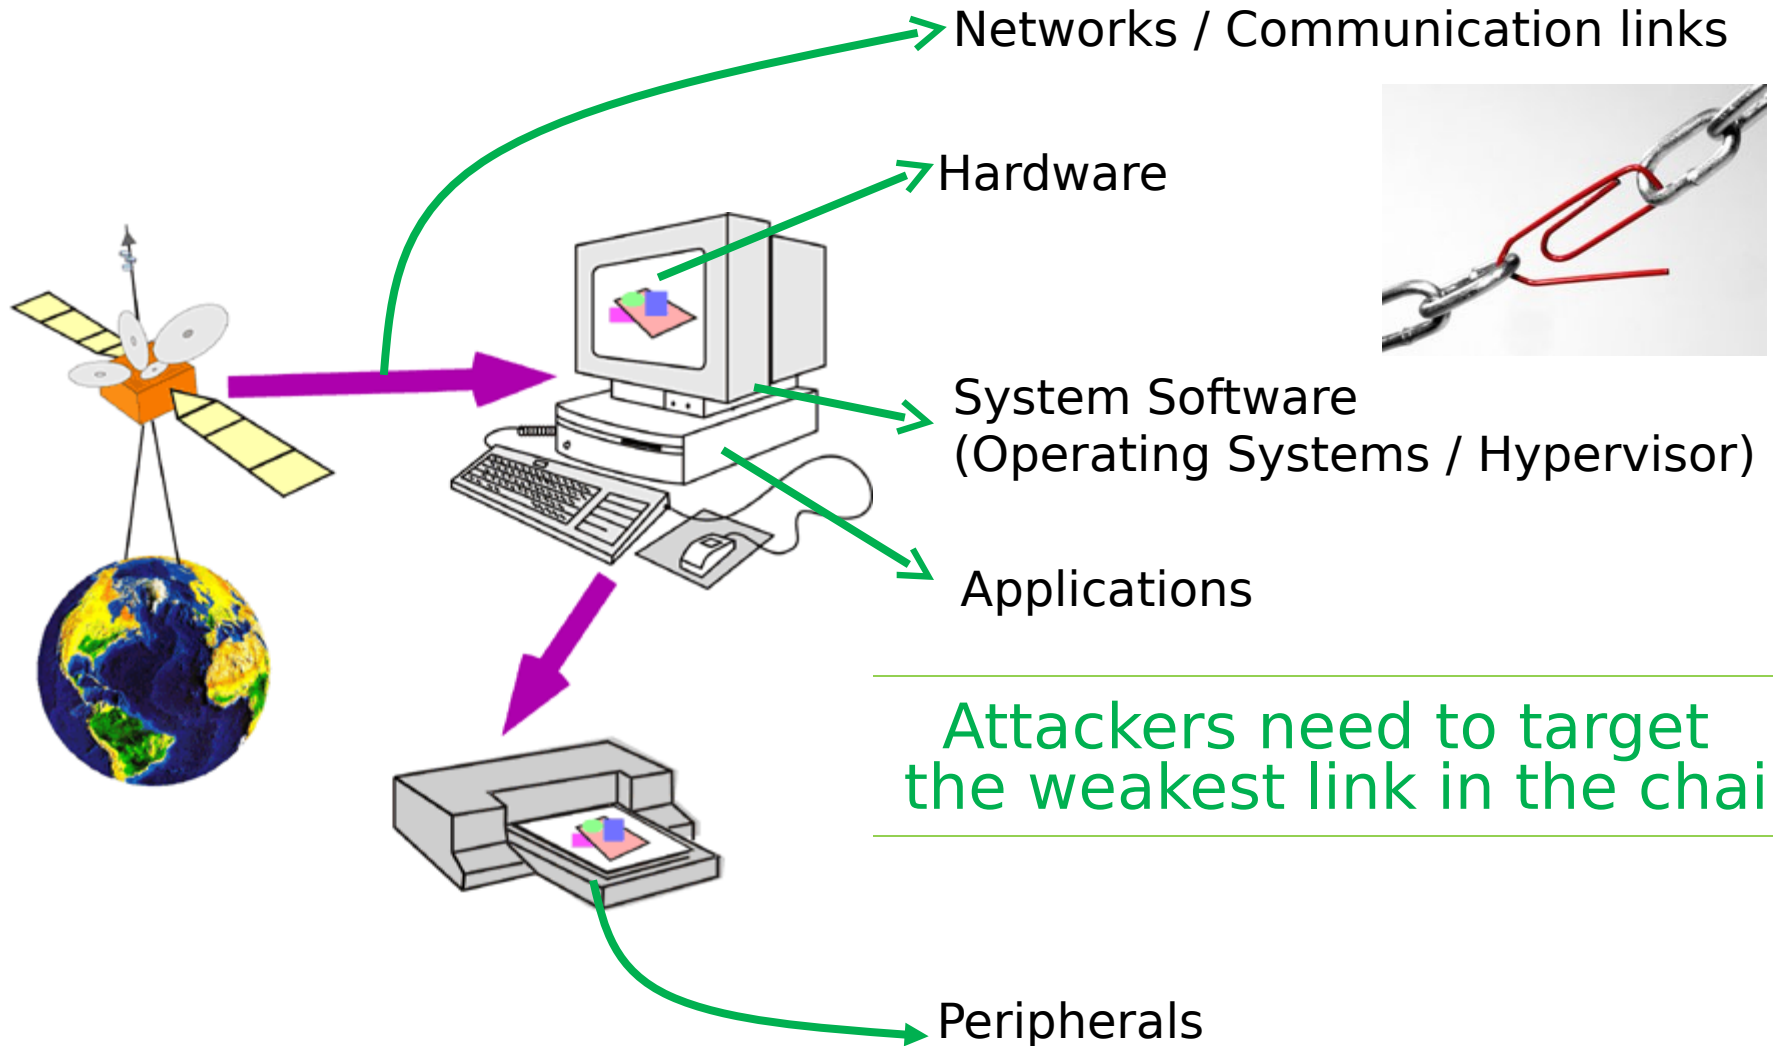 Networks / Communication links
Hardware
System Software
(Operating Systems / Hypervisor)
Applications
Attackers need to target
the weakest link in the chai
Peripherals